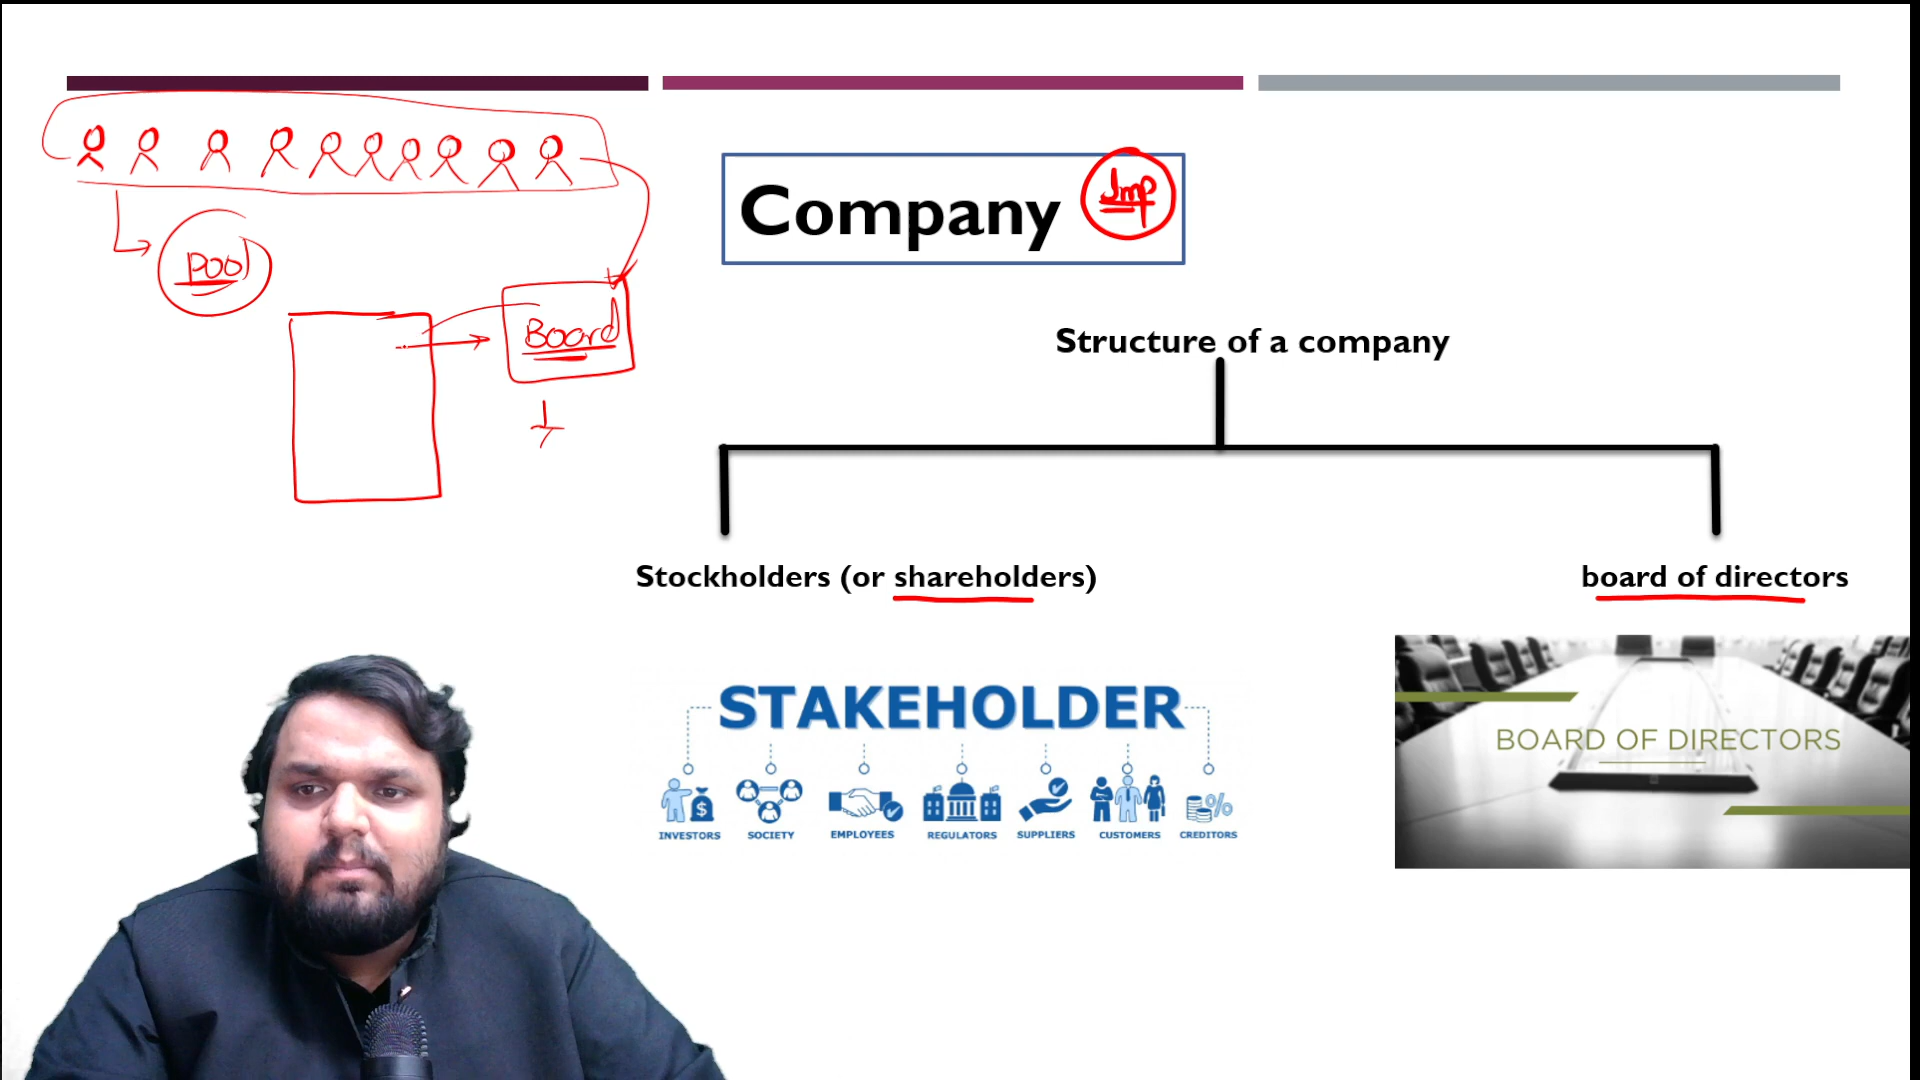 Company
Imp
pool
Board
Structure of a company
Stockholders (or shareholders)
board of directors
STAKEHOLDER
INVESTORS
SOCIETY
EMPLOYEES
REGULATORS
SUPPLIERS
CUSTOMERS
CREDITORS
BOARD OF DIRECTORS